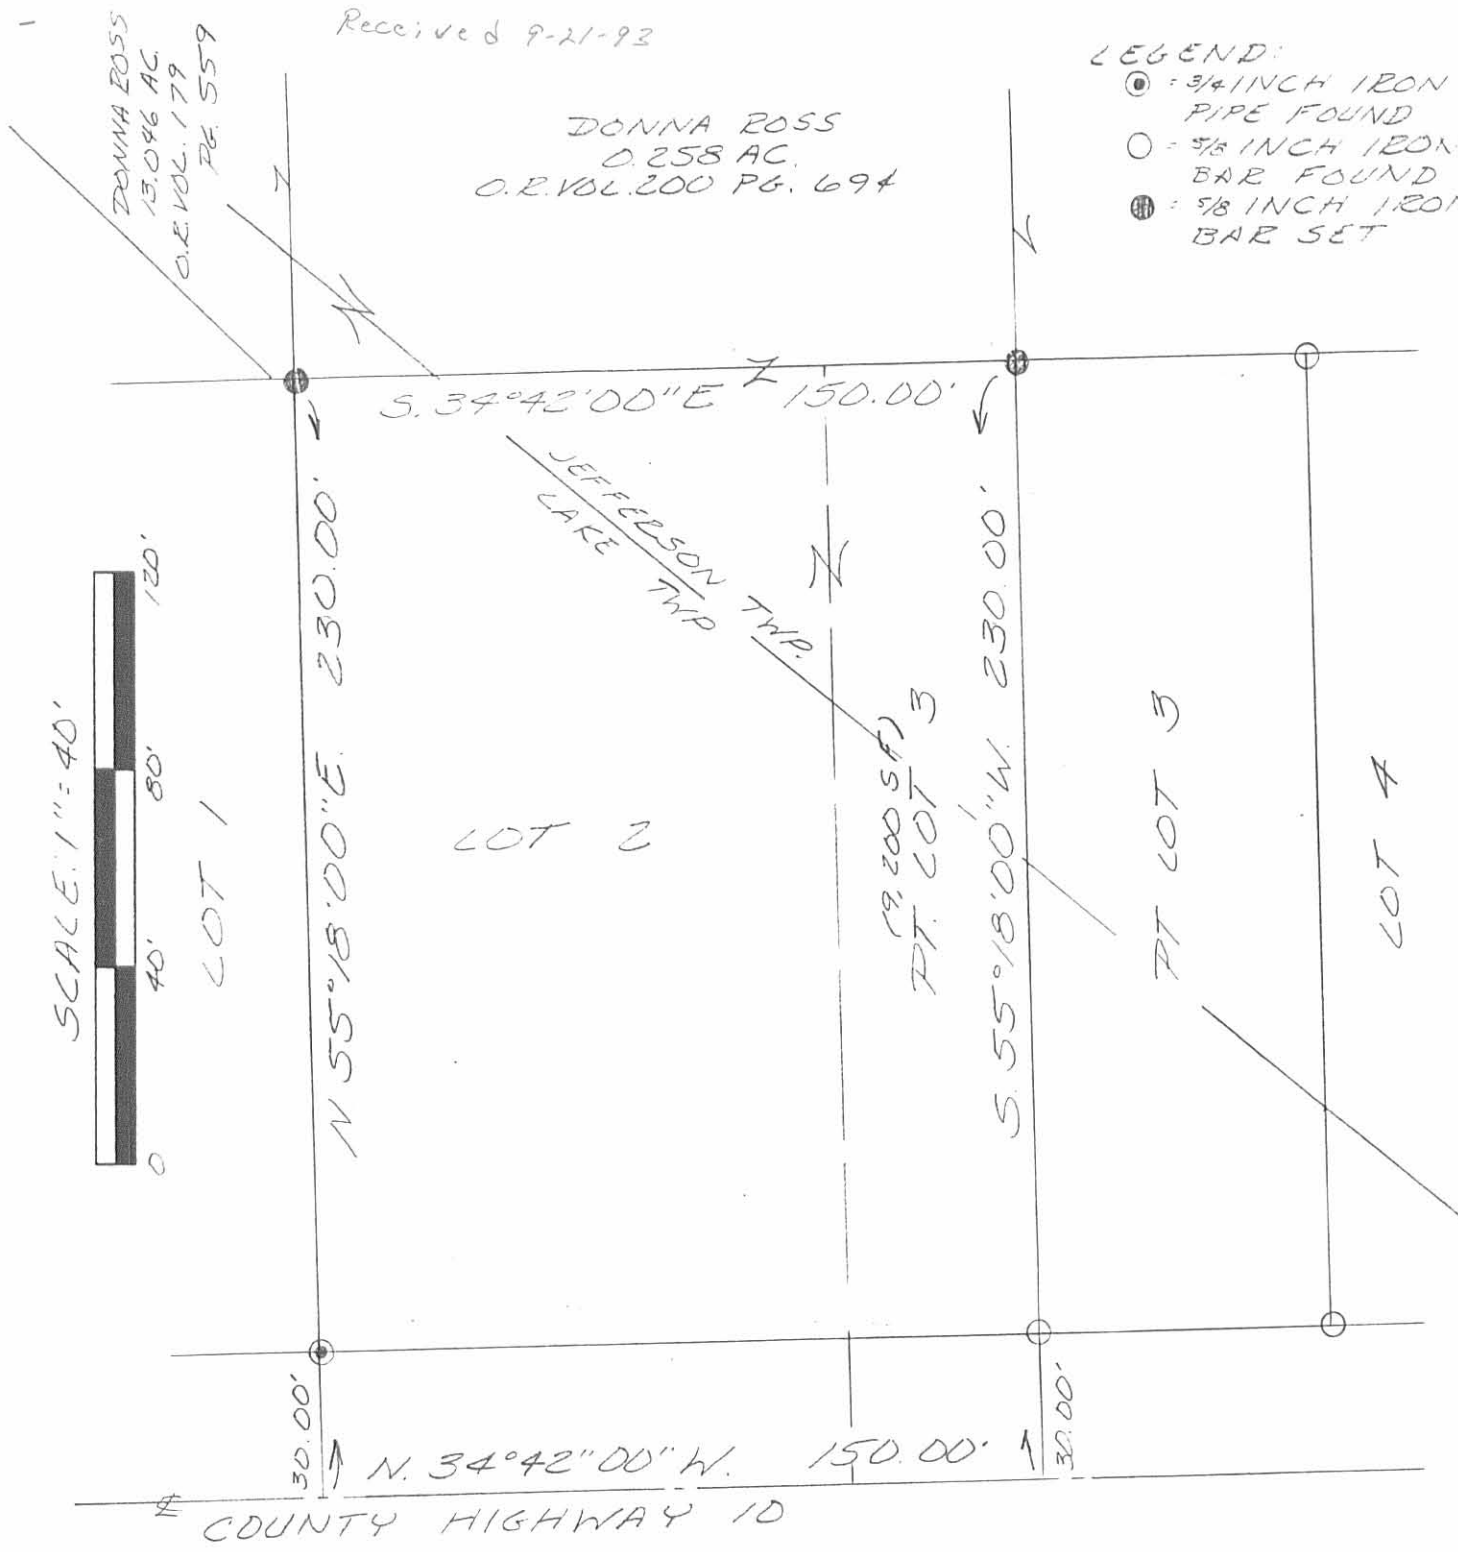 Received 9-21-93
DONNA ROSS
13.046 AC.
O.R.VOL. 179
PG. 559
DONNA ROSS
0.258 AC.
O.R.VOL.200 PG. 694
LEGEND:
= 3/4 INCH IRON
PIPE FOUND
= 5/8 INCH IRON
BAR FOUND
= 5/8 INCH IRON
BAR SET
S. 34°42'00"E 150.00'
JEFFERSON TWP.
LAKE TWP
N 55°18'00"E. 230.00'
S. 55°18'00"W. 230.00'
SCALE: 1"=40'
0 40' 80' 120'
LOT 1
LOT 2
(9,200 SF)
PT. LOT 3
PT LOT 3
LOT 4
30.00'
30.00'
N. 34°42"00"W. 150.00'
℄ COUNTY HIGHWAY 10